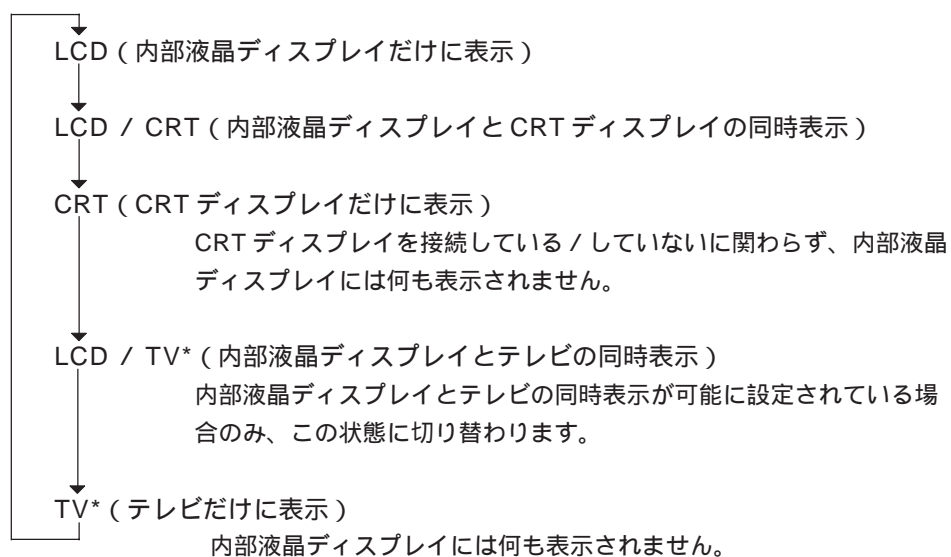 LCD ( 内部液晶ディスプレイだけに表示 )
LCD / CRT ( 内部液晶ディスプレイと CRT ディスプレイの同時表示 )
CRT ( CRT ディスプレイだけに表示 )
CRT ディスプレイを接続している / していないに関わらず、内部液晶
ディスプレイには何も表示されません。
LCD / TV* ( 内部液晶ディスプレイとテレビの同時表示 )
内部液晶ディスプレイとテレビの同時表示が可能に設定されている場
合のみ、この状態に切り替わります。
TV* ( テレビだけに表示 )
内部液晶ディスプレイには何も表示されません。